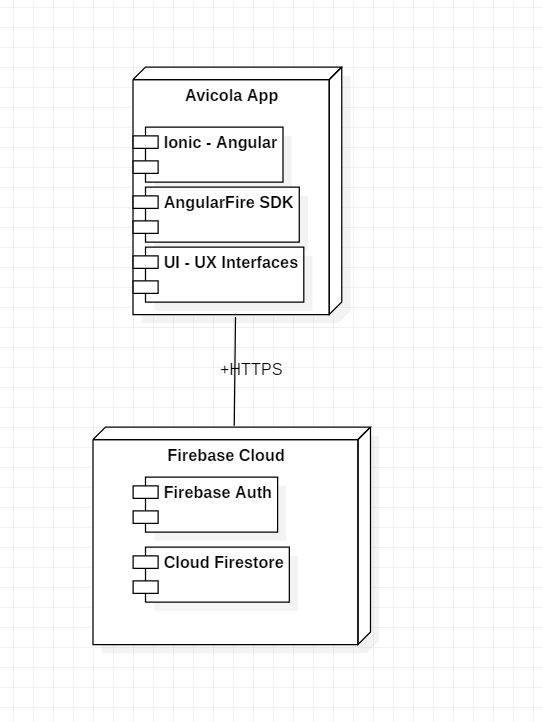 Avicola App
Ionic - Angular
AngularFire SDK
UI - UX Interfaces
+HTTPS
Firebase Cloud
Firebase Auth
Cloud Firestore